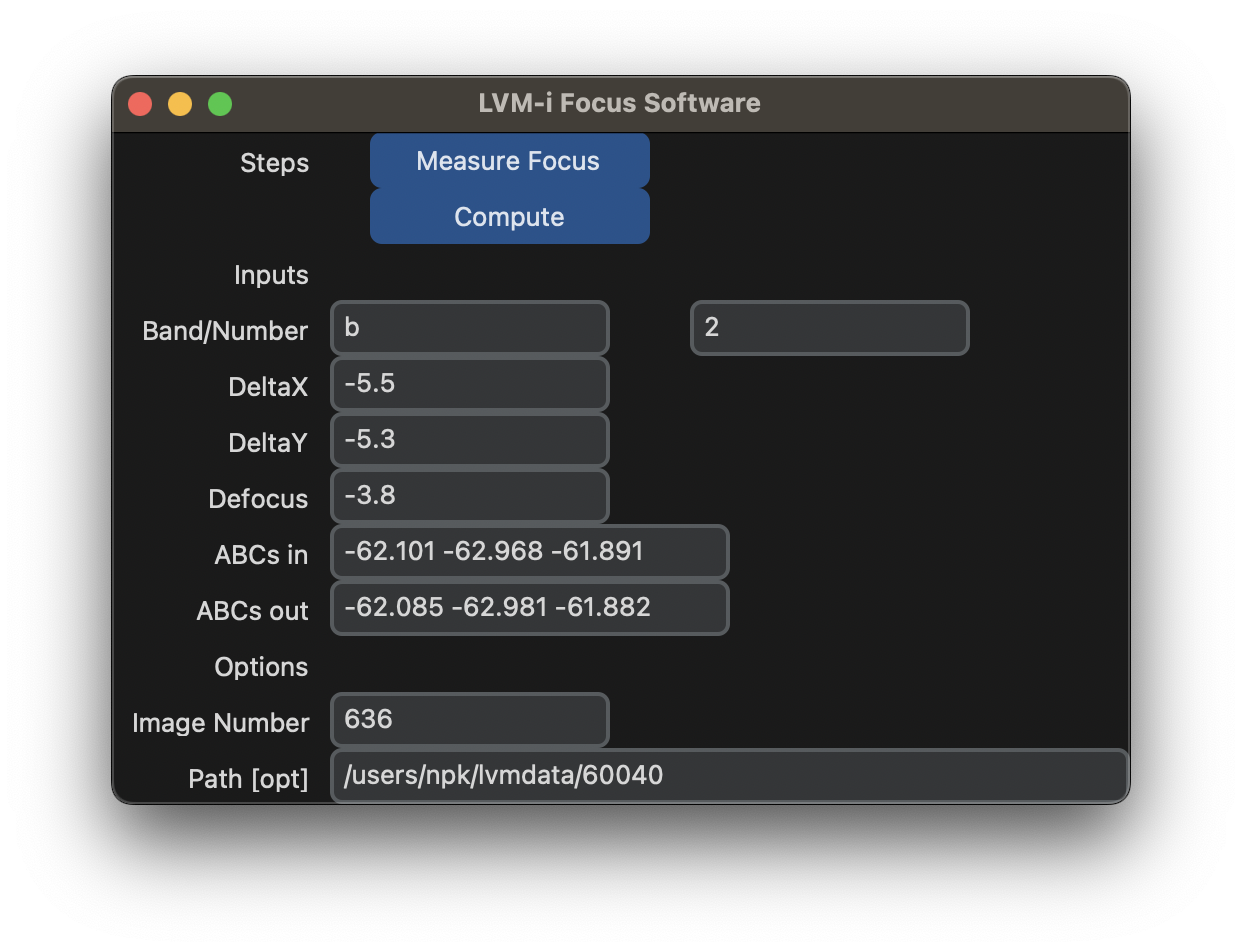 LVM-i Focus Software
Steps Measure Focus
Compute
Inputs
Band/Number b 2
DeltaX -5.5
DeltaY -5.3
Defocus -3.8
ABCs in -62.101 -62.968 -61.891
ABCs out -62.085 -62.981 -61.882
Options
Image Number 636
Path [opt] /users/npk/lvmdata/60040